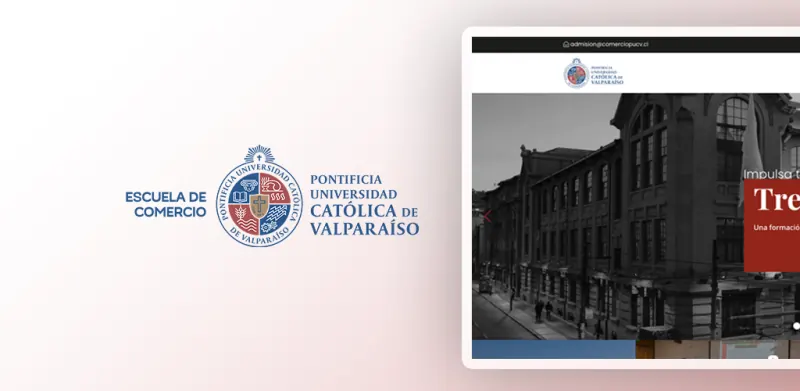 ESCUELA DE
COMERCIO
PONTIFICIA UNIVERSIDAD CATÓLICA
DE VALPARAÍSO
PONTIFICIA
UNIVERSIDAD
CATÓLICA DE
VALPARAÍSO
admision@comerciopucv.cl
PONTIFICIA
UNIVERSIDAD
CATÓLICA DE
VALPARAÍSO
Impulsa t
Tre
Una formació